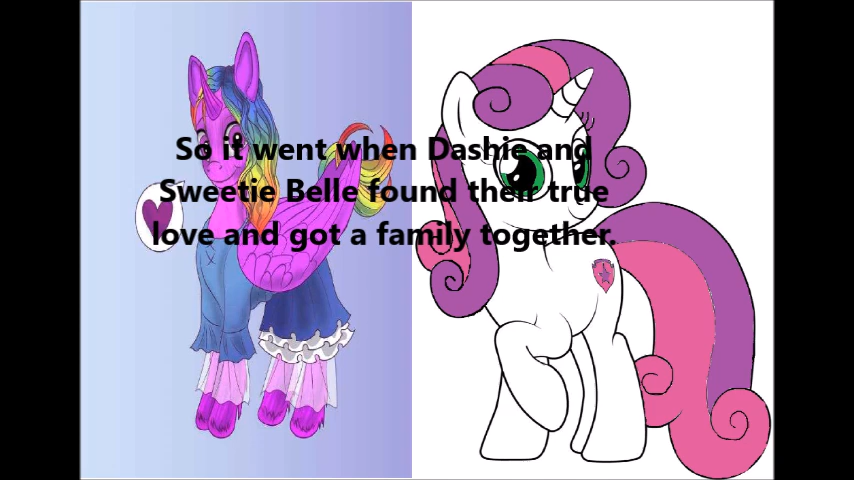 So it went when Dashie and
Sweetie Belle found their true
love and got a family together.